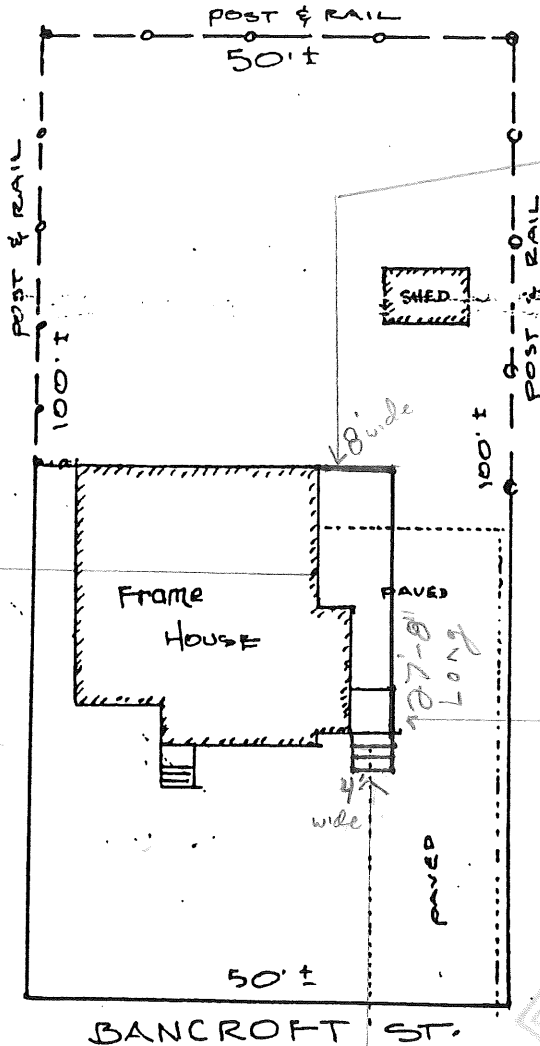 POST & RAIL
50'±
POST & RAIL
100'±
SHED
POST & RAIL
100'±
8' wide
Frame
HOUSE
PAVED
27'-8"
Long
4'
wide
PAVED
50'±
BANCROFT ST.